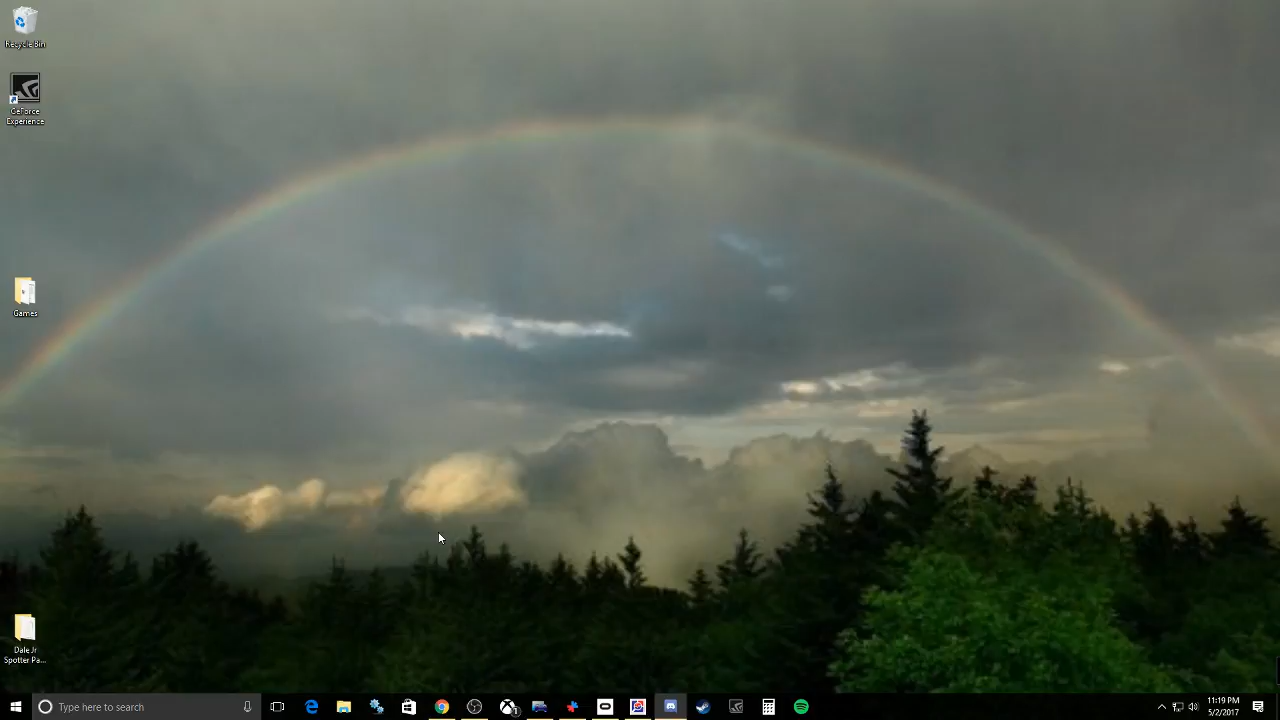 Recycle Bin
GeForce
Experience
Games
Dale Jr
Spotter Pa...
Type here to search
11:19 PM
5/2/2017